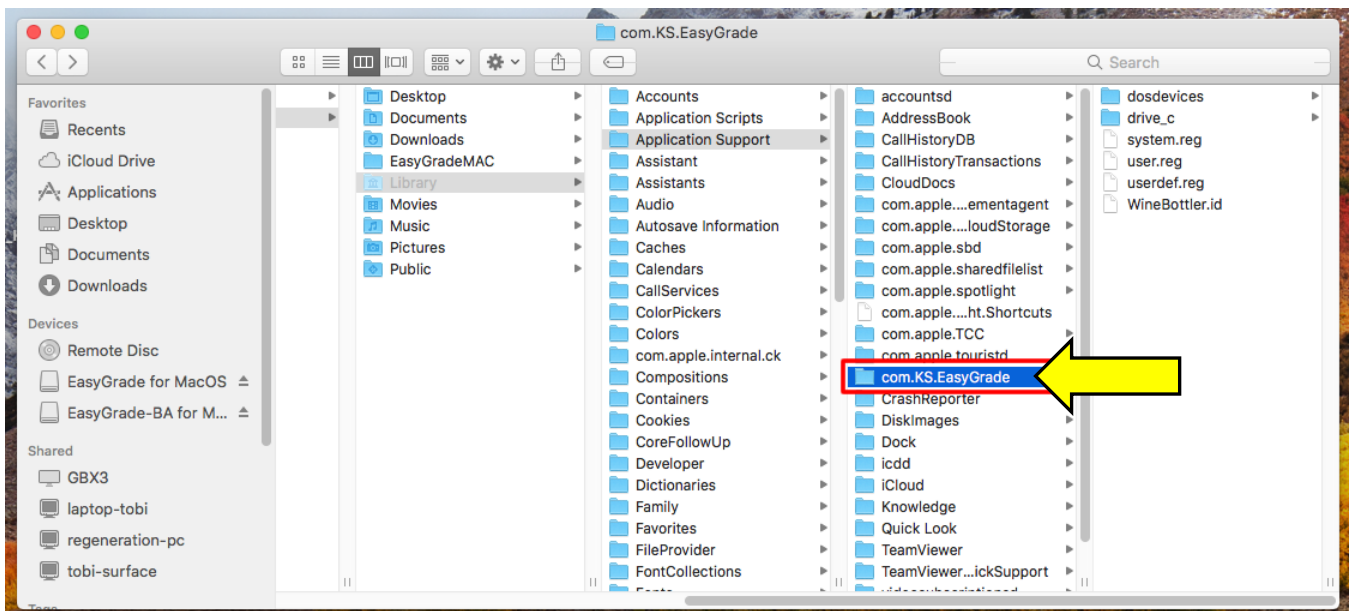 com.KS.EasyGrade
Search
Favorites
Recents
iCloud Drive
Applications
Desktop
Documents
Downloads
Devices
Remote Disc
EasyGrade for MacOS
EasyGrade-BA for M...
Shared
GBX3
laptop-tobi
regeneration-pc
tobi-surface
Tags
Desktop
Documents
Downloads
EasyGradeMAC
Library
Movies
Music
Pictures
Public
Accounts
Application Scripts
Application Support
Assistant
Assistants
Audio
Autosave Information
Caches
Calendars
CallServices
ColorPickers
Colors
com.apple.internal.ck
Compositions
Containers
Cookies
CoreFollowUp
Developer
Dictionaries
Family
Favorites
FileProvider
FontCollections
Fonts
accountsd
AddressBook
CallHistoryDB
CallHistoryTransactions
CloudDocs
com.apple....ementagent
com.apple....loudStorage
com.apple.sbd
com.apple.sharedfilelist
com.apple.spotlight
com.apple....ht.Shortcuts
com.apple.TCC
com.apple.touristd
com.KS.EasyGrade
CrashReporter
DiskImages
Dock
icdd
iCloud
Knowledge
Quick Look
TeamViewer
TeamViewer...ickSupport
videosubscriptionsd
dosdevices
drive_c
system.reg
user.reg
userdef.reg
WineBottler.id